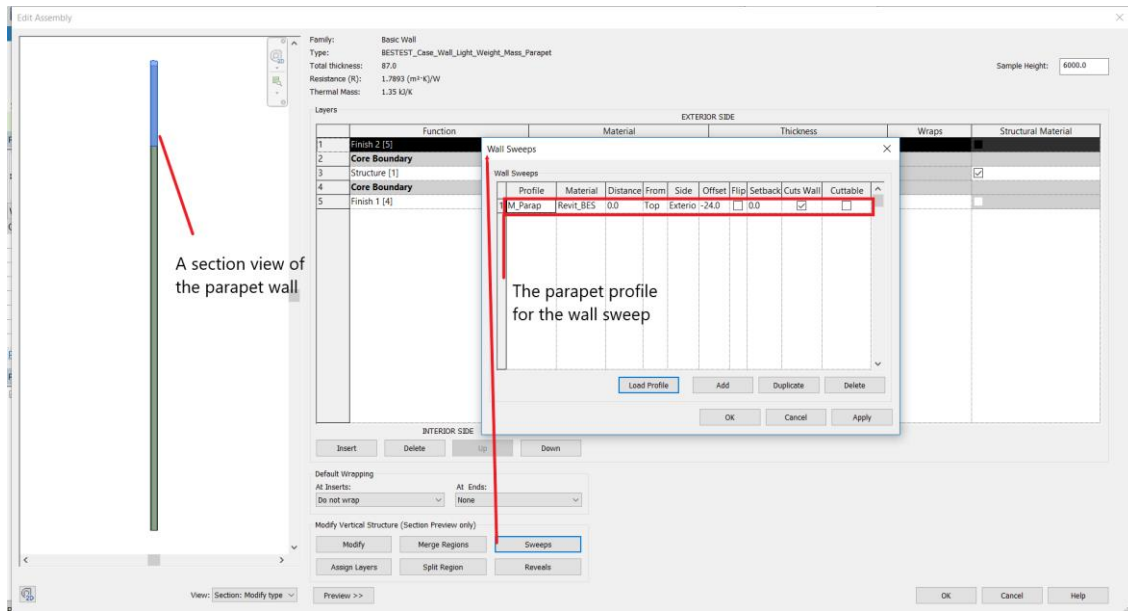 Edit Assembly
Family: Basic Wall
Type: BESTEST_Case_Wall_Light_Weight_Mass_Parapet
Total thickness: 87.0
Sample Height: 6000.0
Resistance (R): 1.7893 (m²·K)/W
Thermal Mass: 1.35 kJ/K
Layers
EXTERIOR SIDE
Function Material Thickness Wraps Structural Material
1 Finish 2 [5]
2 Core Boundary
3 Structure [1]
4 Core Boundary
5 Finish 1 [4]
Wall Sweeps
Wall Sweeps
Profile Material Distance From Side Offset Flip Setback Cuts Wall Cuttable
1 M_Parap Revit_BES 0.0 Top Exterio -24.0 0.0
A section view of
the parapet wall
The parapet profile
for the wall sweep
Load Profile Add Duplicate Delete
OK Cancel Apply
INTERIOR SIDE
Insert Delete Up Down
Default Wrapping
At Inserts: At Ends:
Do not wrap None
Modify Vertical Structure (Section Preview only)
Modify Merge Regions Sweeps
Assign Layers Split Region Reveals
2D View: Section: Modify type Preview >> OK Cancel Help